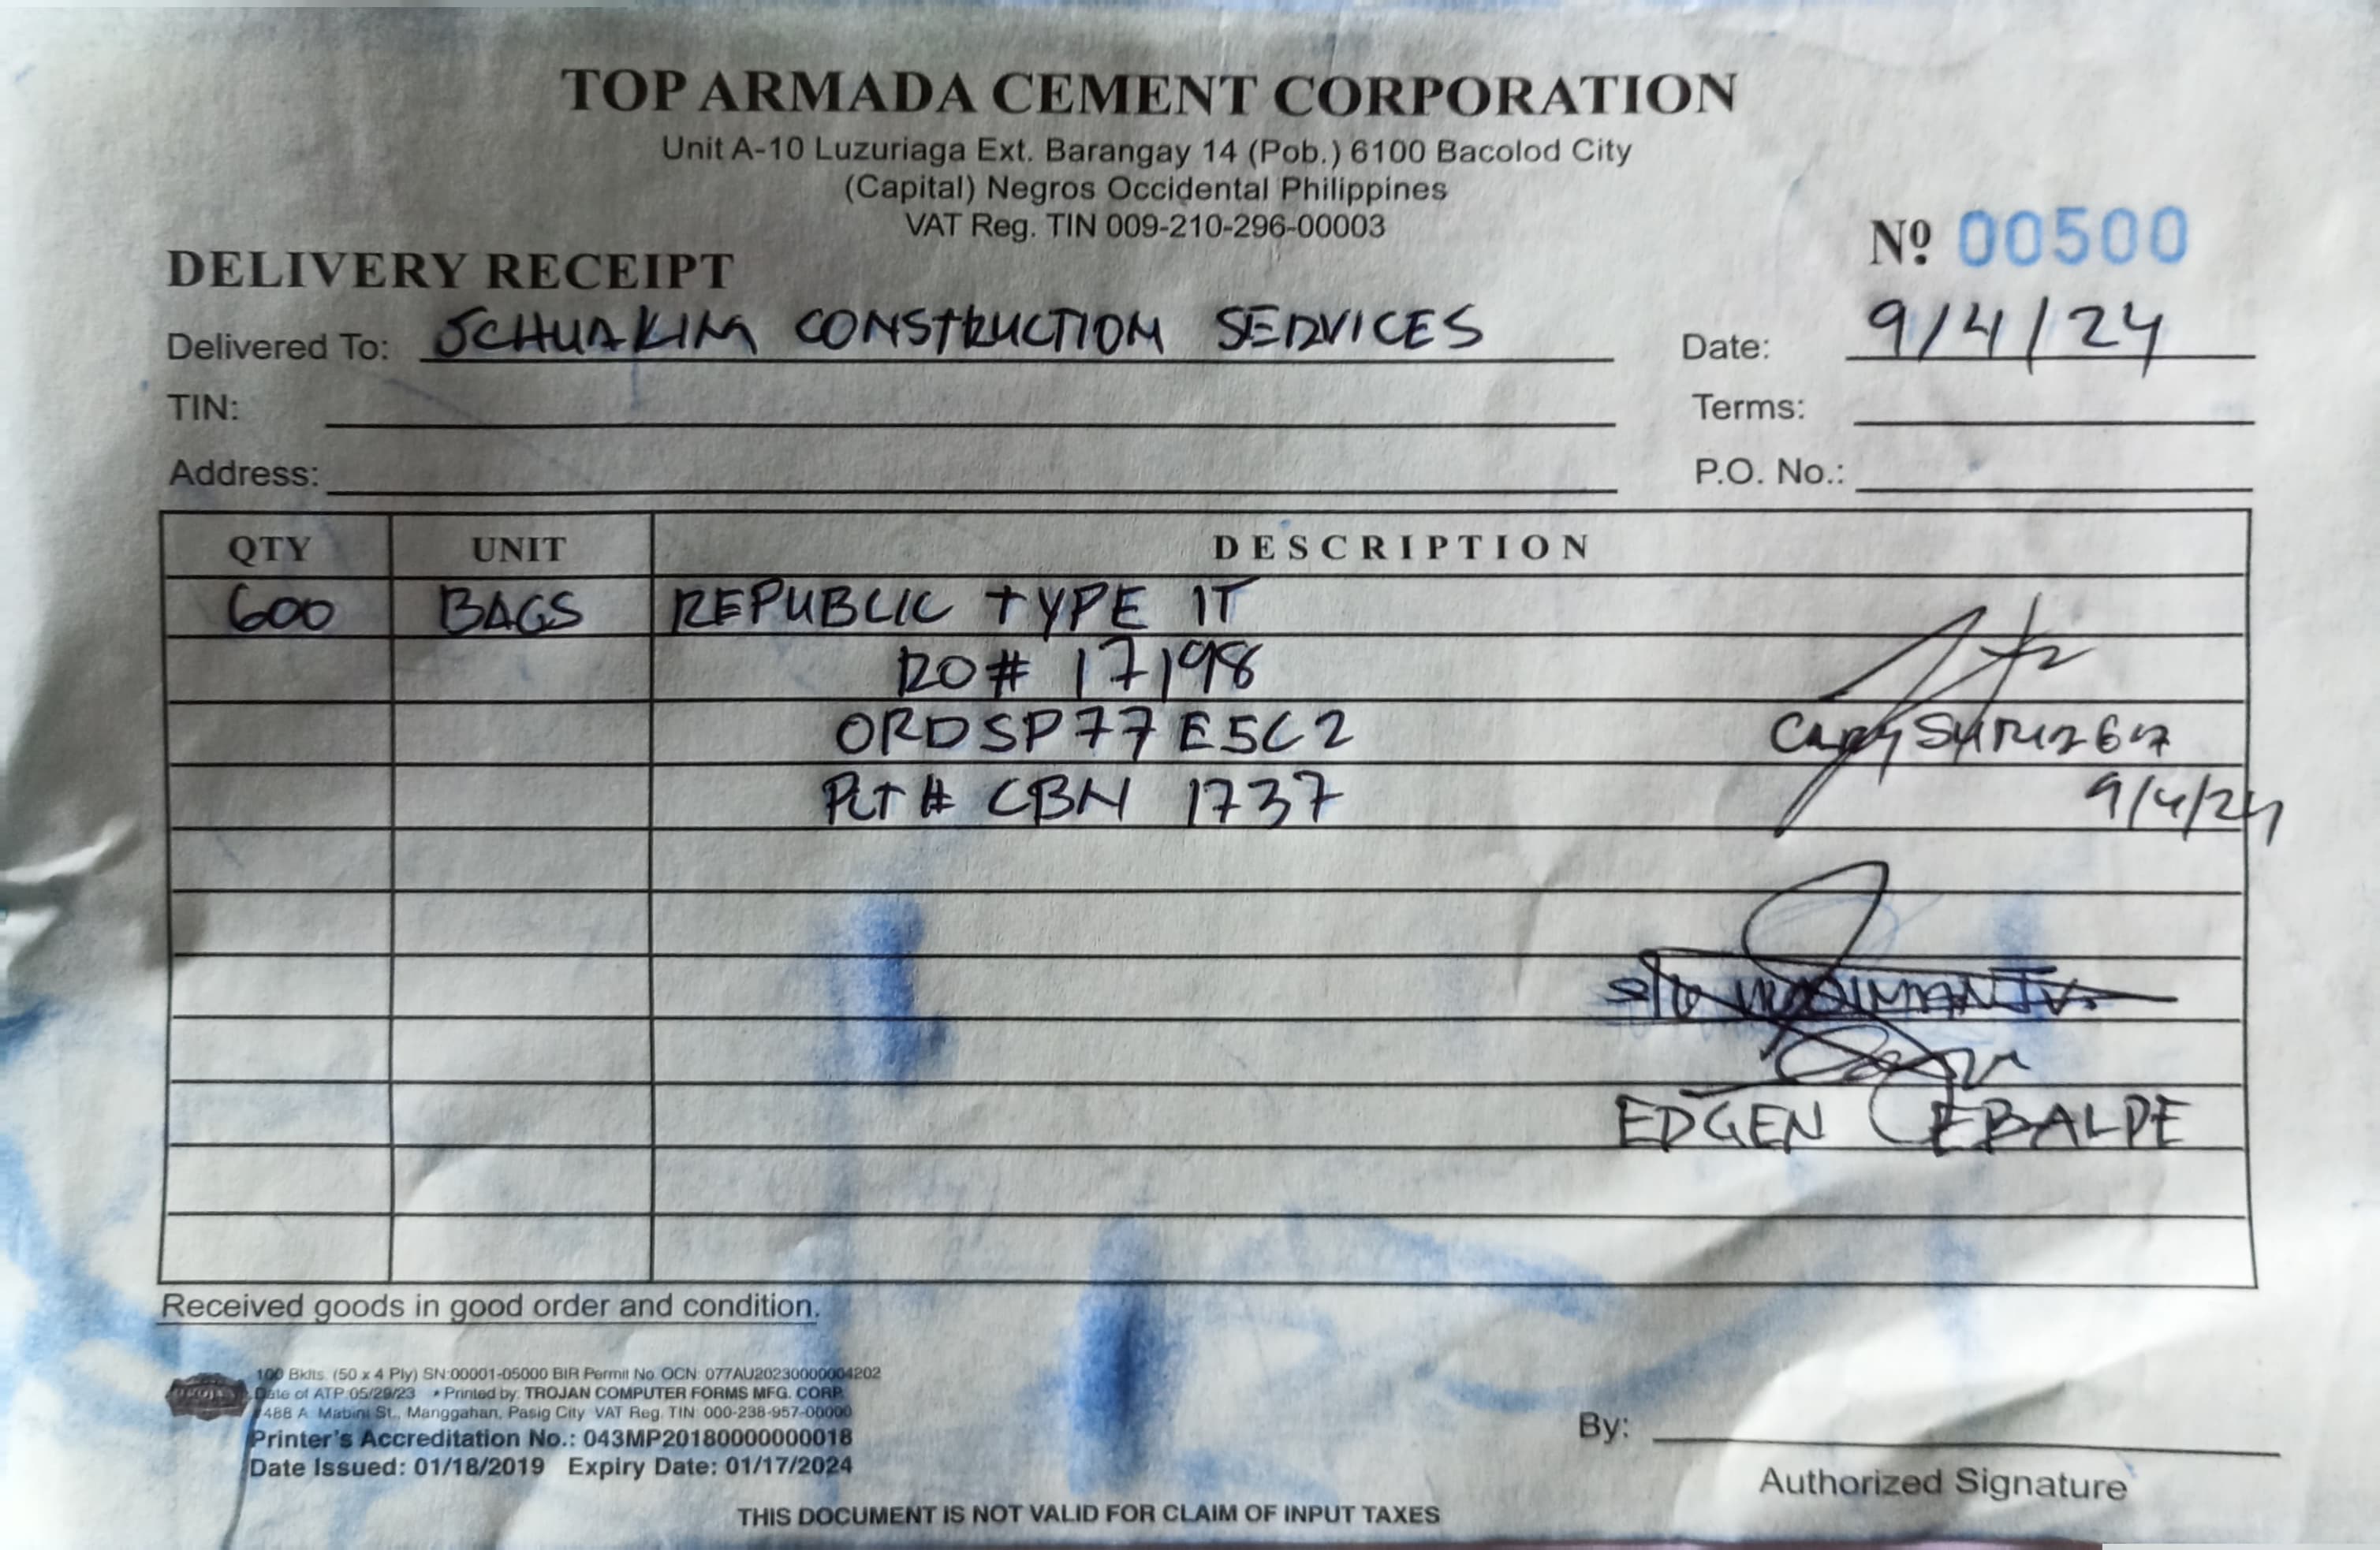 TOP ARMADA CEMENT CORPORATION
Unit A-10 Luzuriaga Ext. Barangay 14 (Pob.) 6100 Bacolod City
(Capital) Negros Occidental Philippines
VAT Reg. TIN 009-210-296-00003
Nº 00500
DELIVERY RECEIPT
Delivered To: SCHUAKIM CONSTRUCTION SERVICES Date: 9/4/24
TIN: Terms:
Address: P.O. No.:
QTY UNIT DESCRIPTION
600 BAGS REPUBLIC TYPE 1T
RO# 17198
ORDSP77E5C2
PLT# CBN 1737
9/4/24
EDGEN CEBALPE
Received goods in good order and condition.
100 Bklts. (50 x 4 Ply) SN:00001-05000 BIR Permit No. OCN: 077AU20230000004202
Date of ATP:05/29/23 * Printed by: TROJAN COMPUTER FORMS MFG. CORP.
488 A. Mabini St., Manggahan, Pasig City VAT Reg. TIN: 000-238-957-00000
Printer's Accreditation No.: 043MP20180000000018
Date Issued: 01/18/2019 Expiry Date: 01/17/2024
By:
Authorized Signature
THIS DOCUMENT IS NOT VALID FOR CLAIM OF INPUT TAXES